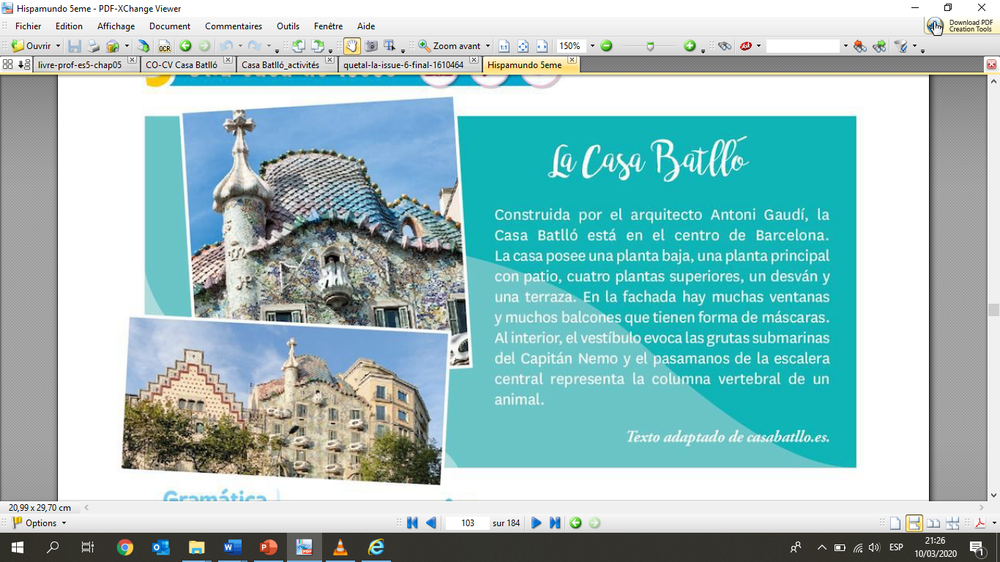 Hispamundo 5eme - PDF-XChange Viewer
Fichier Edition Affichage Document Commentaires Outils Fenêtre Aide
Download PDF
Creation Tools
Ouvrir OCR Zoom avant 150%
livre-prof-es5-chap05 CO-CV Casa Batlló Casa Batlló_activités quetal-la-issue-6-final-1610464 Hispamundo 5eme
La Casa Batlló
Construida por el arquitecto Antoni Gaudí, la
Casa Batlló está en el centro de Barcelona.
La casa posee una planta baja, una planta principal
con patio, cuatro plantas superiores, un desván y
una terraza. En la fachada hay muchas ventanas
y muchos balcones que tienen forma de máscaras.
Al interior, el vestíbulo evoca las grutas submarinas
del Capitán Nemo y el pasamanos de la escalera
central representa la columna vertebral de un
animal.
Texto adaptado de casabatllo.es.
Gramática
20,99 x 29,70 cm
Options 103 sur 184
ESP
21:26
10/03/2020